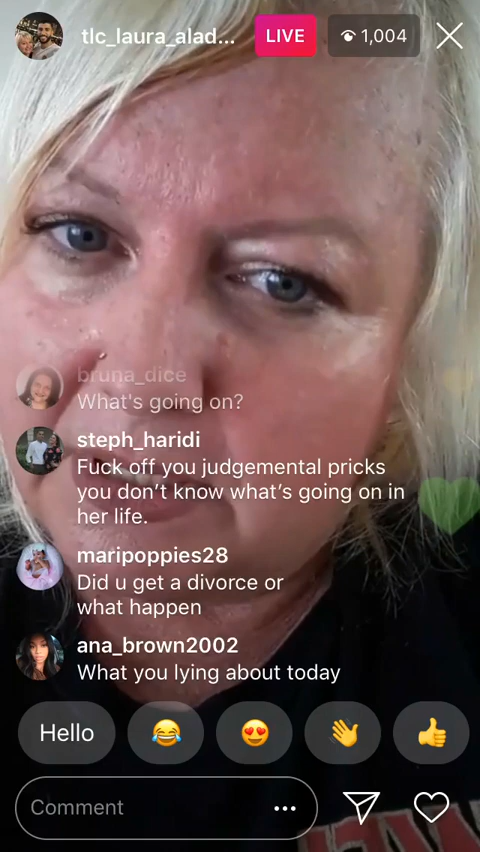 tlc_laura_alad...
LIVE
1,004
bruna_dice
What's going on?
steph_haridi
Fuck off you judgemental pricks
you don’t know what’s going on in
her life.
maripoppies28
Did u get a divorce or
what happen
ana_brown2002
What you lying about today
Hello
Comment